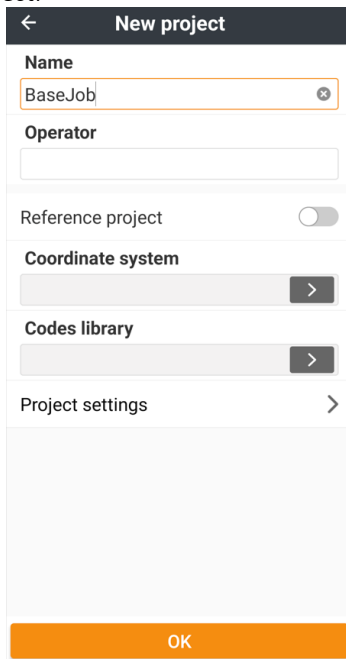 New project
Name
BaseJob
Operator
Reference project
Coordinate system
Codes library
Project settings
OK